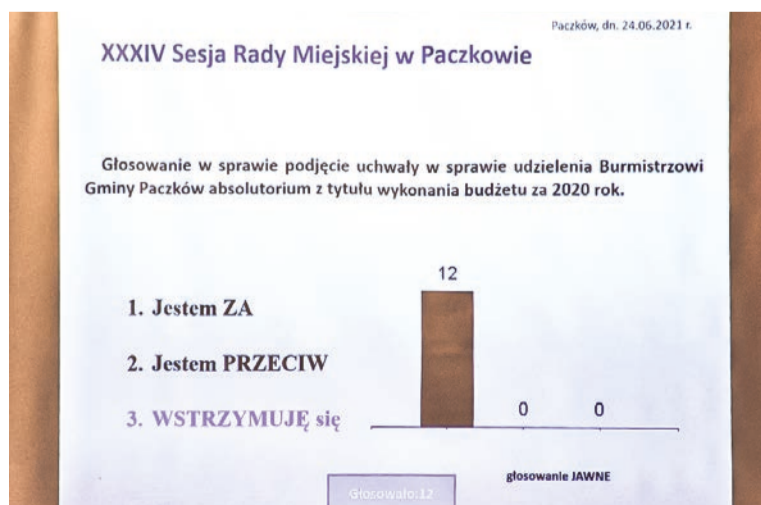 Paczków, dn. 24.06.2021 r.
XXXIV Sesja Rady Miejskiej w Paczkowie
Głosowanie w sprawie podjęcie uchwały w sprawie udzielenia Burmistrzowi
Gminy Paczków absolutorium z tytułu wykonania budżetu za 2020 rok.
12
1. Jestem ZA
2. Jestem PRZECIW
3. WSTRZYMUJĘ się
0 0
głosowanie JAWNE
Głosowało:12